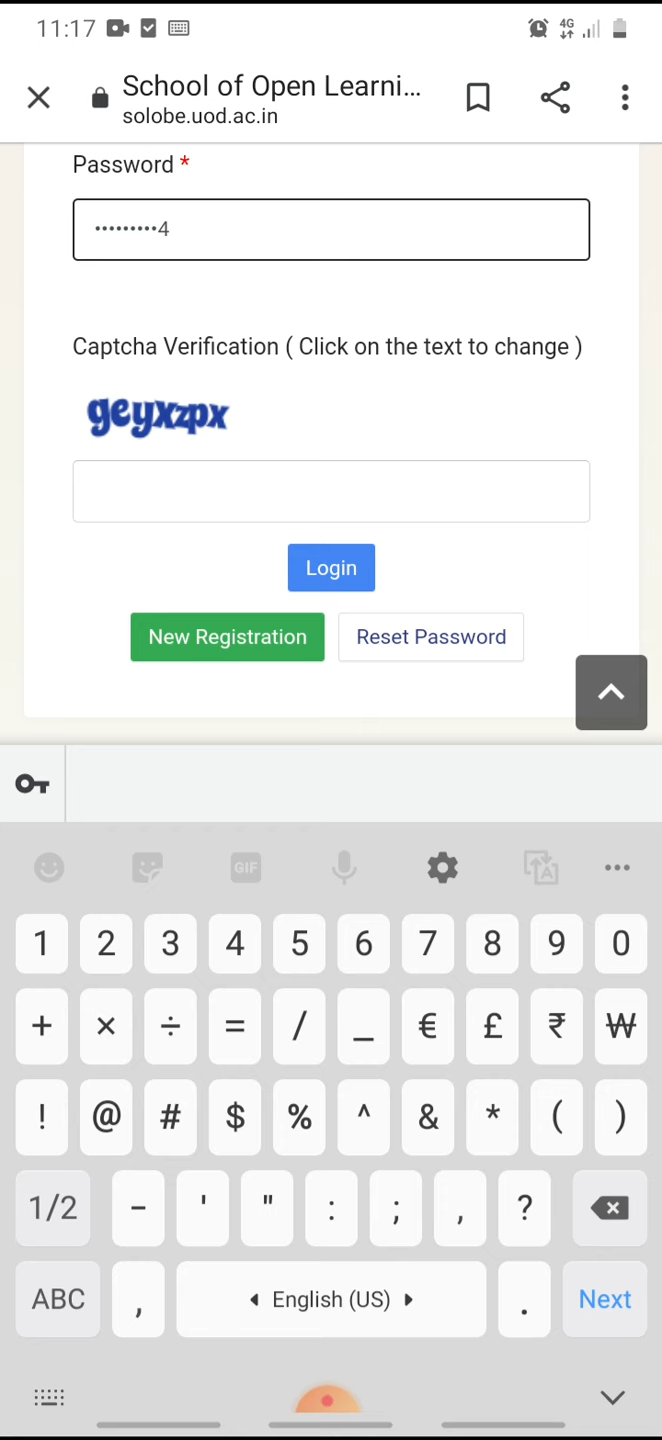 11:17 4G
School of Open Learni...
solobe.uod.ac.in
Password *
•••••••••4
Captcha Verification ( Click on the text to change )
geyxzpx
Login
New Registration Reset Password
GIF
1 2 3 4 5 6 7 8 9 0
+ × ÷ = / _ € £ ₹ ₩
! @ # $ % ^ & * ( )
1/2 - ' " : ; , ?
ABC , English (US) . Next